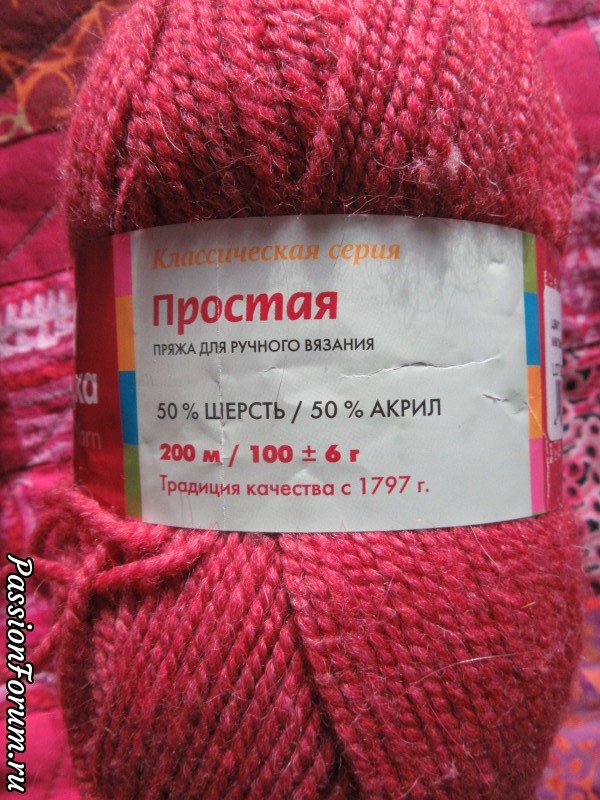 Классическая серия
Простая
ПРЯЖА ДЛЯ РУЧНОГО ВЯЗАНИЯ
50 % ШЕРСТЬ / 50 % АКРИЛ
200 м / 100 ± 6 г
Традиция качества с 1797 г.
PassionForum.ru